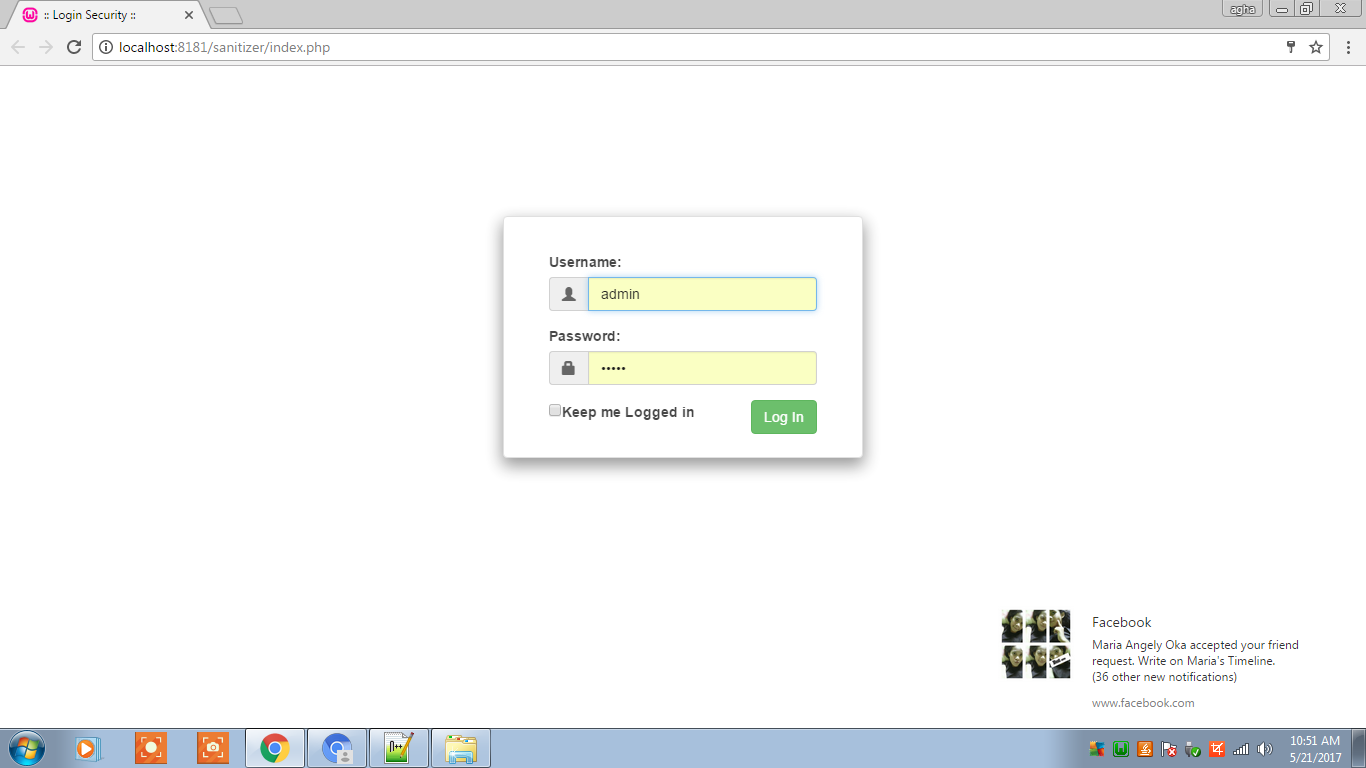 :: Login Security ::
agha
localhost:8181/sanitizer/index.php
Username:
admin
Password:
•••••
Keep me Logged in
Log In
Facebook
Maria Angely Oka accepted your friend
request. Write on Maria's Timeline.
(36 other new notifications)
www.facebook.com
10:51 AM
5/21/2017